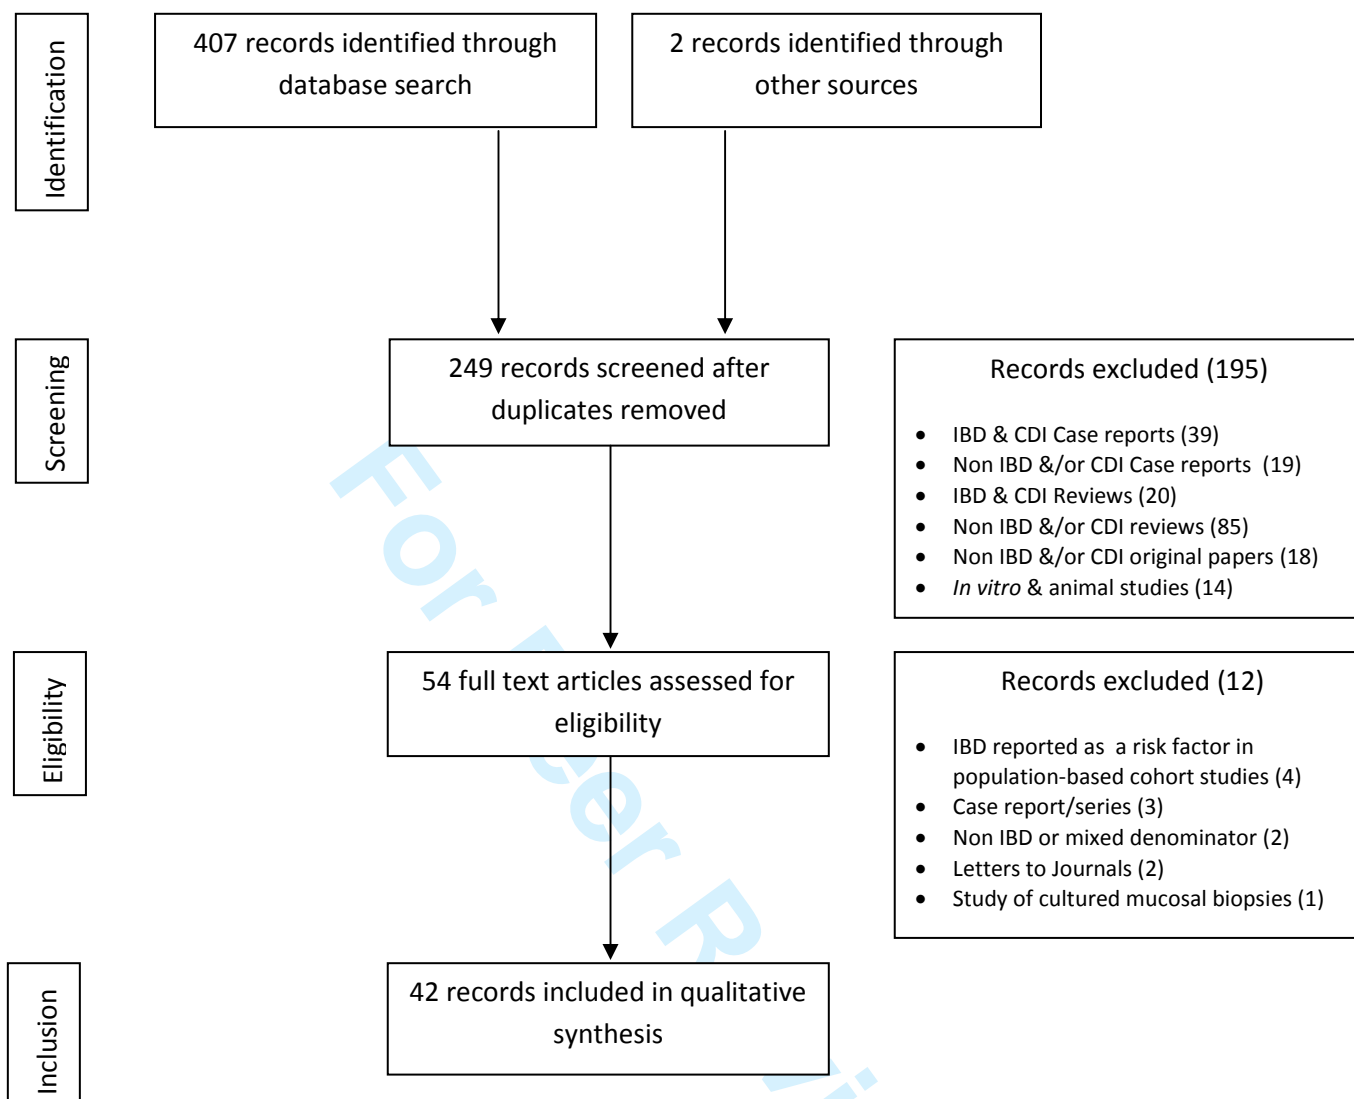 Identification
407 records identified through
database search
2 records identified through
other sources
Screening
249 records screened after
duplicates removed
Records excluded (195)
• IBD & CDI Case reports (39)
• Non IBD &/or CDI Case reports (19)
• IBD & CDI Reviews (20)
• Non IBD &/or CDI reviews (85)
• Non IBD &/or CDI original papers (18)
• In vitro & animal studies (14)
Eligibility
54 full text articles assessed for
eligibility
Records excluded (12)
• IBD reported as a risk factor in
population-based cohort studies (4)
• Case report/series (3)
• Non IBD or mixed denominator (2)
• Letters to Journals (2)
• Study of cultured mucosal biopsies (1)
Inclusion
42 records included in qualitative
synthesis
For Peer